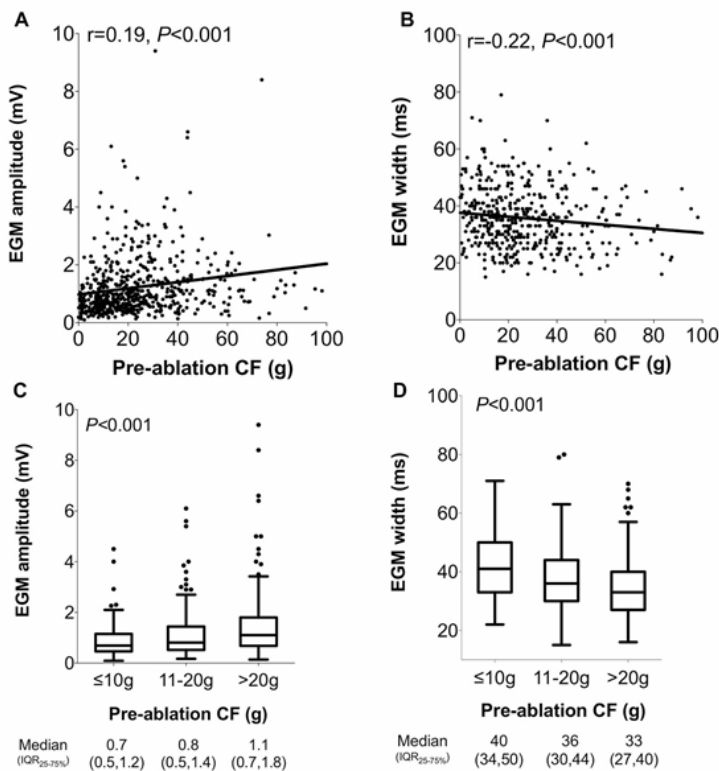 A
r=0.19, P<0.001
EGM amplitude (mV)
10
8
6
4
2
0
0 20 40 60 80 100
Pre-ablation CF (g)
B
r=-0.22, P<0.001
EGM width (ms)
100
80
60
40
20
0
0 20 40 60 80 100
Pre-ablation CF (g)
C
P<0.001
EGM amplitude (mV)
10
8
6
4
2
0
≤10g 11-20g >20g
Pre-ablation CF (g)
Median 0.7 0.8 1.1
(IQR25-75%) (0.5,1.2) (0.5,1.4) (0.7,1.8)
D
P<0.001
EGM width (ms)
100
80
60
40
20
≤10g 11-20g >20g
Pre-ablation CF (g)
Median 40 36 33
(IQR25-75%) (34,50) (30,44) (27,40)